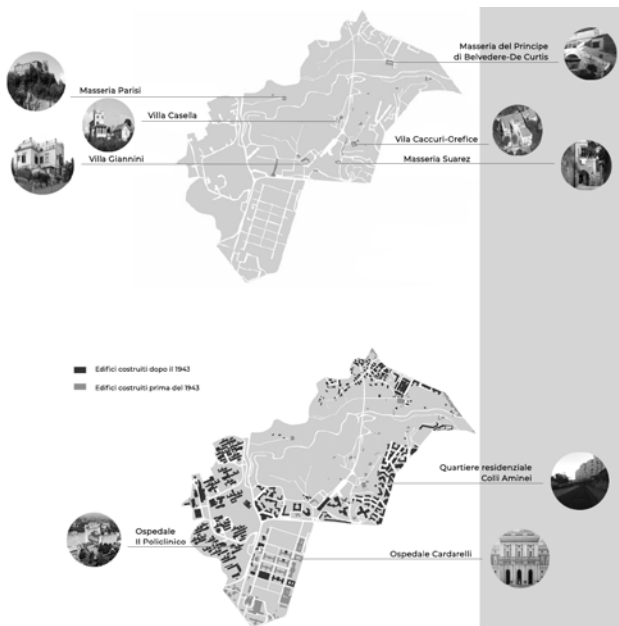 Masseria del Principe
di Belvedere-De Curtis
Masseria Parisi
Villa Casella
Vila Caccuri-Orefice
Villa Giannini
Masseria Suarez
Edifici costruiti dopo il 1943
Edifici costruiti prima del 1943
Quartiere residenziale
Colli Aminei
Ospedale
Il Policlinico
Ospedale Cardarelli